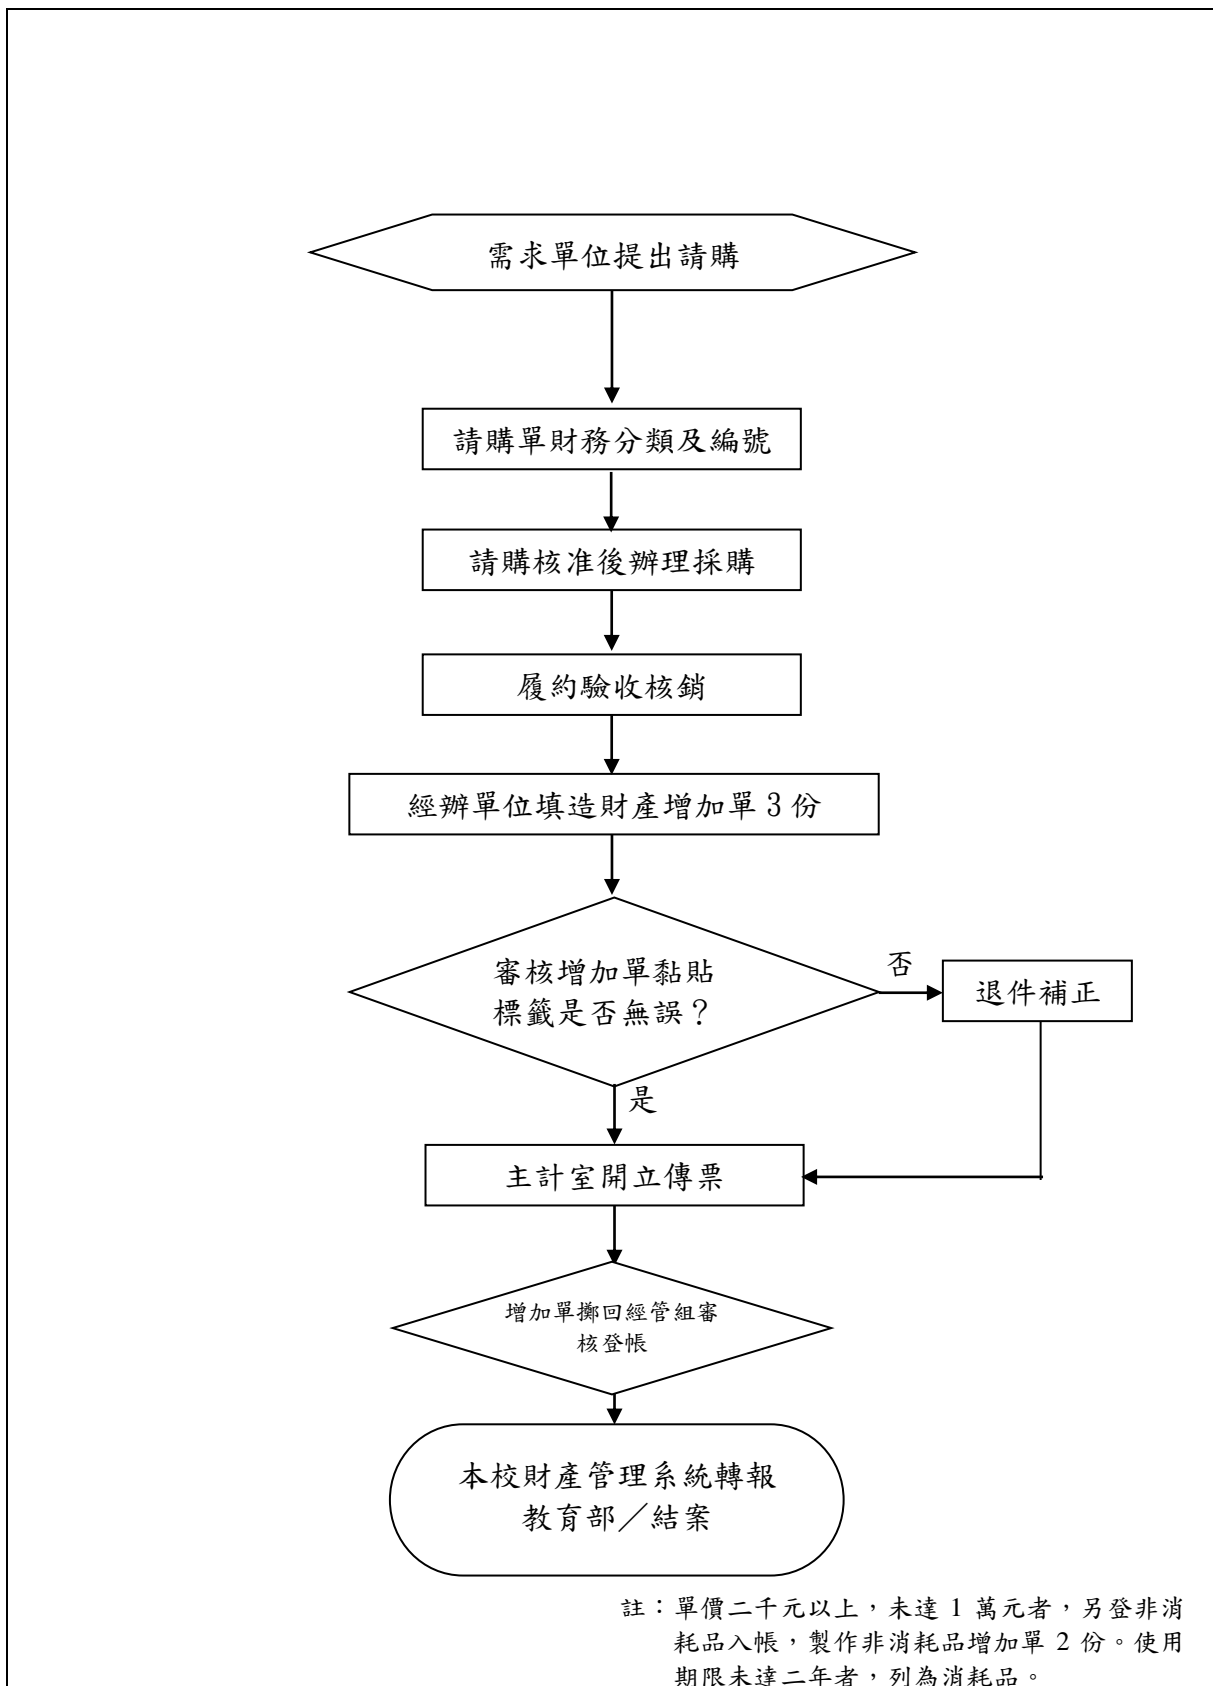 需求單位提出請購
請購單財務分類及編號
請購核准後辦理採購
履約驗收核銷
經辦單位填造財產增加單 3 份
審核增加單黏貼
標籤是否無誤？
否
退件補正
是
主計室開立傳票
增加單擲回經管組審
核登帳
本校財產管理系統轉報
教育部／結案
註：單價二千元以上，未達 1 萬元者，另登非消
耗品入帳，製作非消耗品增加單 2 份。使用
期限未達二年者，列為消耗品。